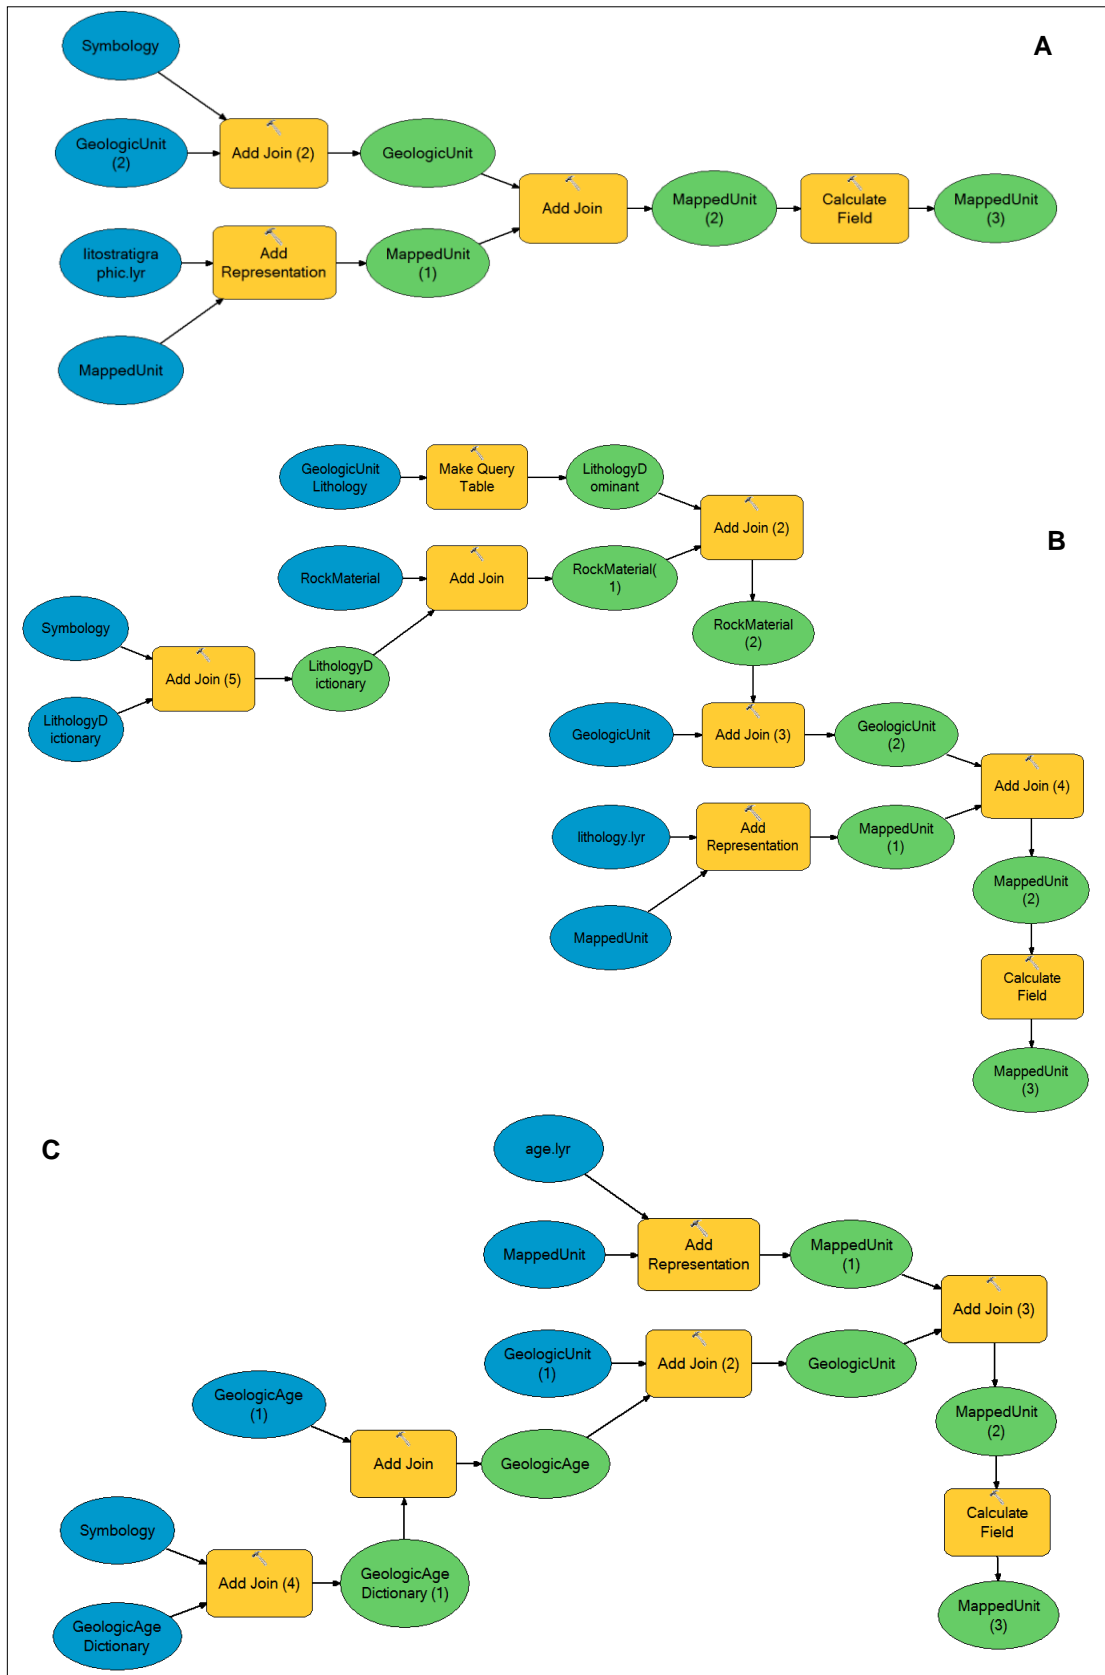 A
Symbology
GeologicUnit
(2)
Add Join (2)
GeologicUnit
Add Join
MappedUnit
(2)
Calculate
Field
MappedUnit
(3)
litostratigra
phic.lyr
Add
Representation
MappedUnit
(1)
MappedUnit
B
GeologicUnit
Lithology
Make Query
Table
LithologyD
ominant
Add Join (2)
RockMaterial
Add Join
RockMaterial(
1)
Symbology
Add Join (5)
LithologyD
ictionary
LithologyD
ictionary
RockMaterial
(2)
GeologicUnit
Add Join (3)
GeologicUnit
(2)
Add Join (4)
lithology.lyr
Add
Representation
MappedUnit
(1)
MappedUnit
MappedUnit
(2)
Calculate
Field
MappedUnit
(3)
C
age.lyr
MappedUnit
Add
Representation
MappedUnit
(1)
Add Join (3)
GeologicUnit
(1)
Add Join (2)
GeologicUnit
GeologicAge
(1)
Add Join
GeologicAge
MappedUnit
(2)
Calculate
Field
Symbology
Add Join (4)
GeologicAge
Dictionary (1)
GeologicAge
Dictionary
MappedUnit
(3)